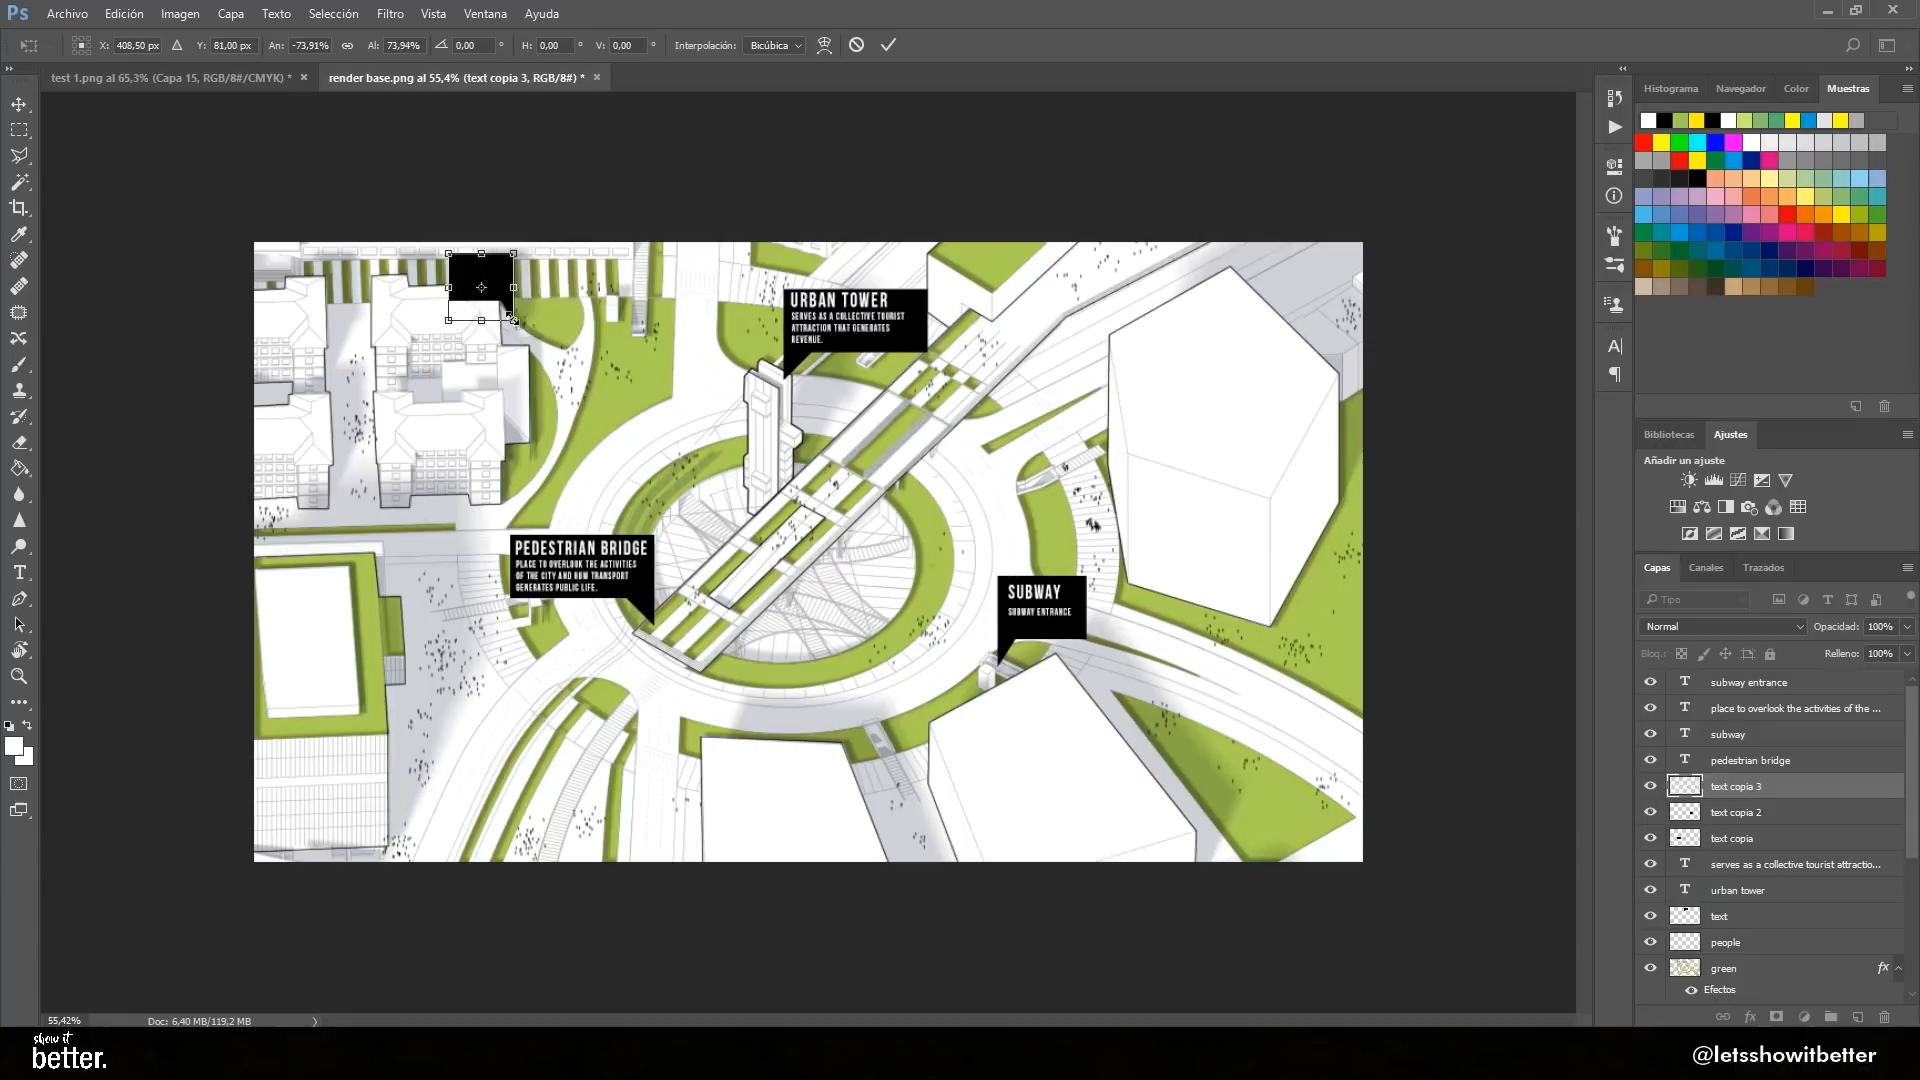 Ps Archivo Edición Imagen Capa Texto Selección Filtro Vista Ventana Ayuda
X: 408,50 px Y: 81,00 px An: -73,91% Al: 73,94% 0,00 ° H: 0,00 ° V: 0,00 ° Interpolación: Bicúbica
test 1.png al 65,3% (Capa 15, RGB/8#/CMYK) * × render base.png al 55,4% (text copia 3, RGB/8#) * ×
Histograma Navegador Color Muestras
URBAN TOWER
SERVES AS A COLLECTIVE TOURIST
ATTRACTION THAT GENERATES
REVENUE.
PEDESTRIAN BRIDGE
PLACE TO OVERLOOK THE ACTIVITIES
OF THE CITY AND HOW TRANSPORT
GENERATES PUBLIC LIFE.
SUBWAY
SUBWAY ENTRANCE
Bibliotecas Ajustes
Añadir un ajuste
Capas Canales Trazados
Tipo
Normal Opacidad: 100%
Bloq.: Relleno: 100%
T subway entrance
T place to overlook the activities of the ...
T subway
T pedestrian bridge
text copia 3
text copia 2
text copia
T serves as a collective tourist attractio...
T urban tower
text
people
green fx
Efectos
55,42% Doc: 6,40 MB/119,2 MB
show it
better.
@letsshowitbetter